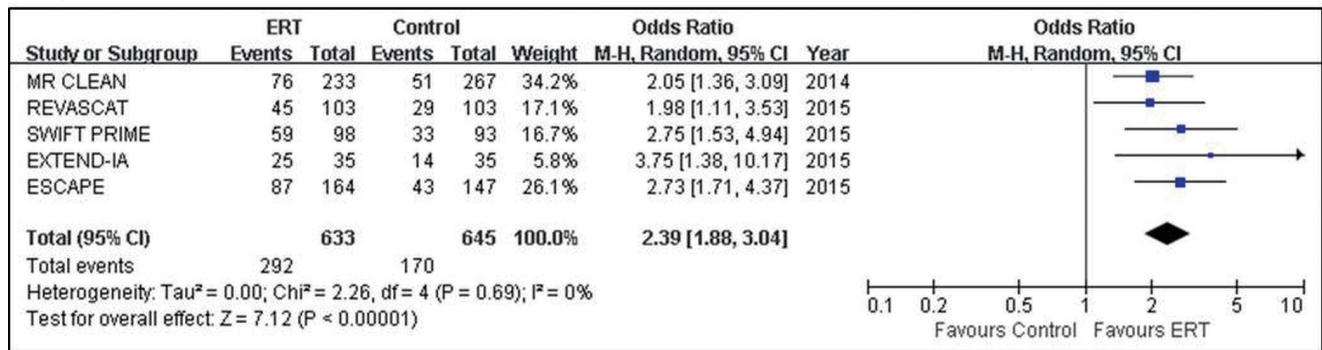 ERT Control Odds Ratio Odds Ratio
Study or Subgroup Events Total Events Total Weight M-H, Random, 95% CI Year M-H, Random, 95% CI
MR CLEAN 76 233 51 267 34.2% 2.05 [1.36, 3.09] 2014
REVASCAT 45 103 29 103 17.1% 1.98 [1.11, 3.53] 2015
SWIFT PRIME 59 98 33 93 16.7% 2.75 [1.53, 4.94] 2015
EXTEND-IA 25 35 14 35 5.8% 3.75 [1.38, 10.17] 2015
ESCAPE 87 164 43 147 26.1% 2.73 [1.71, 4.37] 2015
Total (95% CI) 633 645 100.0% 2.39 [1.88, 3.04]
Total events 292 170
Heterogeneity: Tau² = 0.00; Chi² = 2.26, df = 4 (P = 0.69); I² = 0%
Test for overall effect: Z = 7.12 (P < 0.00001)
0.1 0.2 0.5 1 2 5 10
Favours Control Favours ERT